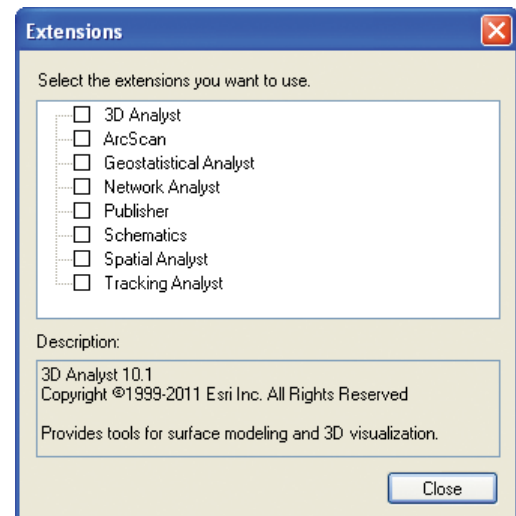 Extensions
Select the extensions you want to use.
3D Analyst
ArcScan
Geostatistical Analyst
Network Analyst
Publisher
Schematics
Spatial Analyst
Tracking Analyst
Description:
3D Analyst 10.1
Copyright ©1999-2011 Esri Inc. All Rights Reserved
Provides tools for surface modeling and 3D visualization.
Close